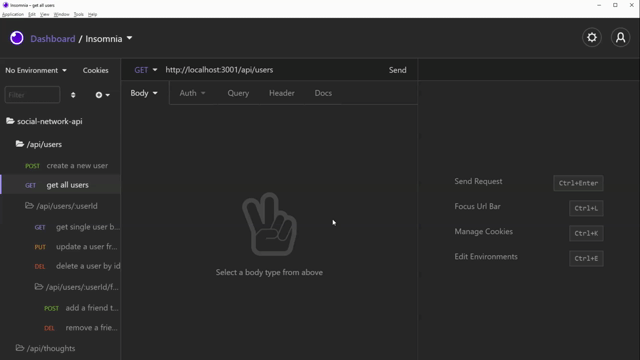 Insomnia – get all users
Application Edit View Window Tools Help
Dashboard / Insomnia
No Environment Cookies
GET http://localhost:3001/api/users Send
Filter
Body Auth Query Header Docs
social-network-api
/api/users
POST create a new user
GET get all users
/api/users/:userId
GET get single user b...
PUT update a user fr...
DEL delete a user by id
/api/users/:userId/f...
POST add a friend t...
DEL remove a frie...
/api/thoughts
Select a body type from above
Send Request Ctrl+Enter
Focus Url Bar Ctrl+L
Manage Cookies Ctrl+K
Edit Environments Ctrl+E